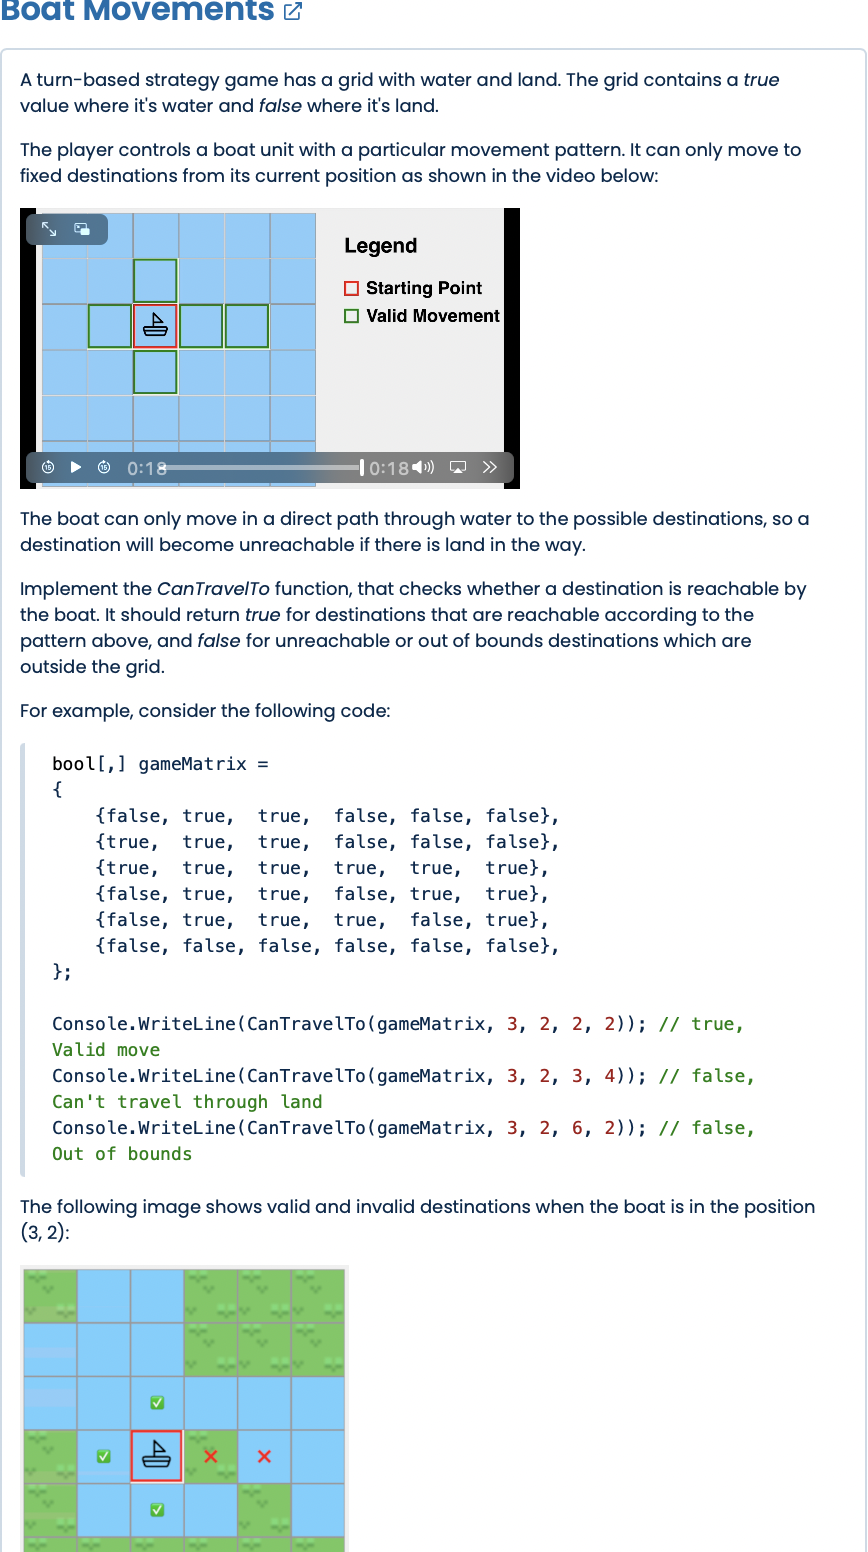 Boat Movements
A turn-based strategy game has a grid with water and land. The grid contains a true
value where it's water and false where it's land.
The player controls a boat unit with a particular movement pattern. It can only move to
fixed destinations from its current position as shown in the video below:
Legend
Starting Point
Valid Movement
15 15 0:18 0:18
The boat can only move in a direct path through water to the possible destinations, so a
destination will become unreachable if there is land in the way.
Implement the CanTravelTo function, that checks whether a destination is reachable by
the boat. It should return true for destinations that are reachable according to the
pattern above, and false for unreachable or out of bounds destinations which are
outside the grid.
For example, consider the following code:
bool[,] gameMatrix =
{
    {false, true,  true,  false, false, false},
    {true,  true,  true,  false, false, false},
    {true,  true,  true,  true,  true,  true},
    {false, true,  true,  false, true,  true},
    {false, true,  true,  true,  false, true},
    {false, false, false, false, false, false},
};
Console.WriteLine(CanTravelTo(gameMatrix, 3, 2, 2, 2)); // true,
Valid move
Console.WriteLine(CanTravelTo(gameMatrix, 3, 2, 3, 4)); // false,
Can't travel through land
Console.WriteLine(CanTravelTo(gameMatrix, 3, 2, 6, 2)); // false,
Out of bounds
The following image shows valid and invalid destinations when the boat is in the position
(3, 2):